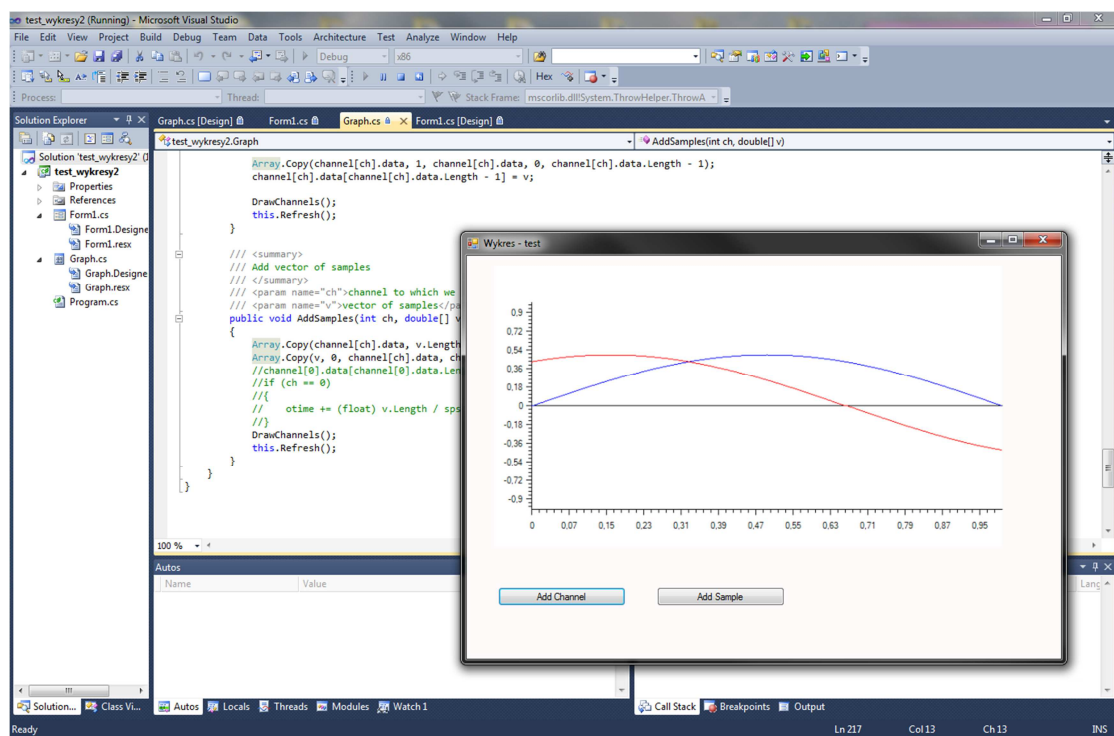 test_wykresy2 (Running) - Microsoft Visual Studio
File Edit View Project Build Debug Team Data Tools Architecture Test Analyze Window Help
Debug x86
Hex
Process: Thread: Stack Frame: mscorlib.dll!System.ThrowHelper.ThrowA
Solution Explorer
Graph.cs [Design] Form1.cs Graph.cs Form1.cs [Design]
test_wykresy2.Graph AddSamples(int ch, double[] v)
Solution 'test_wykresy2' (1
test_wykresy2
Properties
References
Form1.cs
Form1.Designe
Form1.resx
Graph.cs
Graph.Designe
Graph.resx
Program.cs
Array.Copy(channel[ch].data, 1, channel[ch].data, 0, channel[ch].data.Length - 1);
channel[ch].data[channel[ch].data.Length - 1] = v;
DrawChannels();
this.Refresh();
}
/// <summary>
/// Add vector of samples
/// </summary>
/// <param name="ch">channel to which we
/// <param name="v">vector of samples</pa
public void AddSamples(int ch, double[] v
{
Array.Copy(channel[ch].data, v.Length
Array.Copy(v, 0, channel[ch].data, ch
//channel[0].data[channel[0].data.Len
//if (ch == 0)
//{
// otime += (float) v.Length / sps
//}
DrawChannels();
this.Refresh();
}
}
}
100 %
Wykres - test
0.9
0.72
0.54
0.36
0.18
0
-0.18
-0.36
-0.54
-0.72
-0.9
0 0,07 0,15 0,23 0,31 0,39 0,47 0,55 0,63 0,71 0,79 0,87 0,95
Add Channel Add Sample
Autos
Name Value
Lang
Solution... Class Vi...
Autos Locals Threads Modules Watch 1
Call Stack Breakpoints Output
Ready Ln 217 Col 13 Ch 13 INS